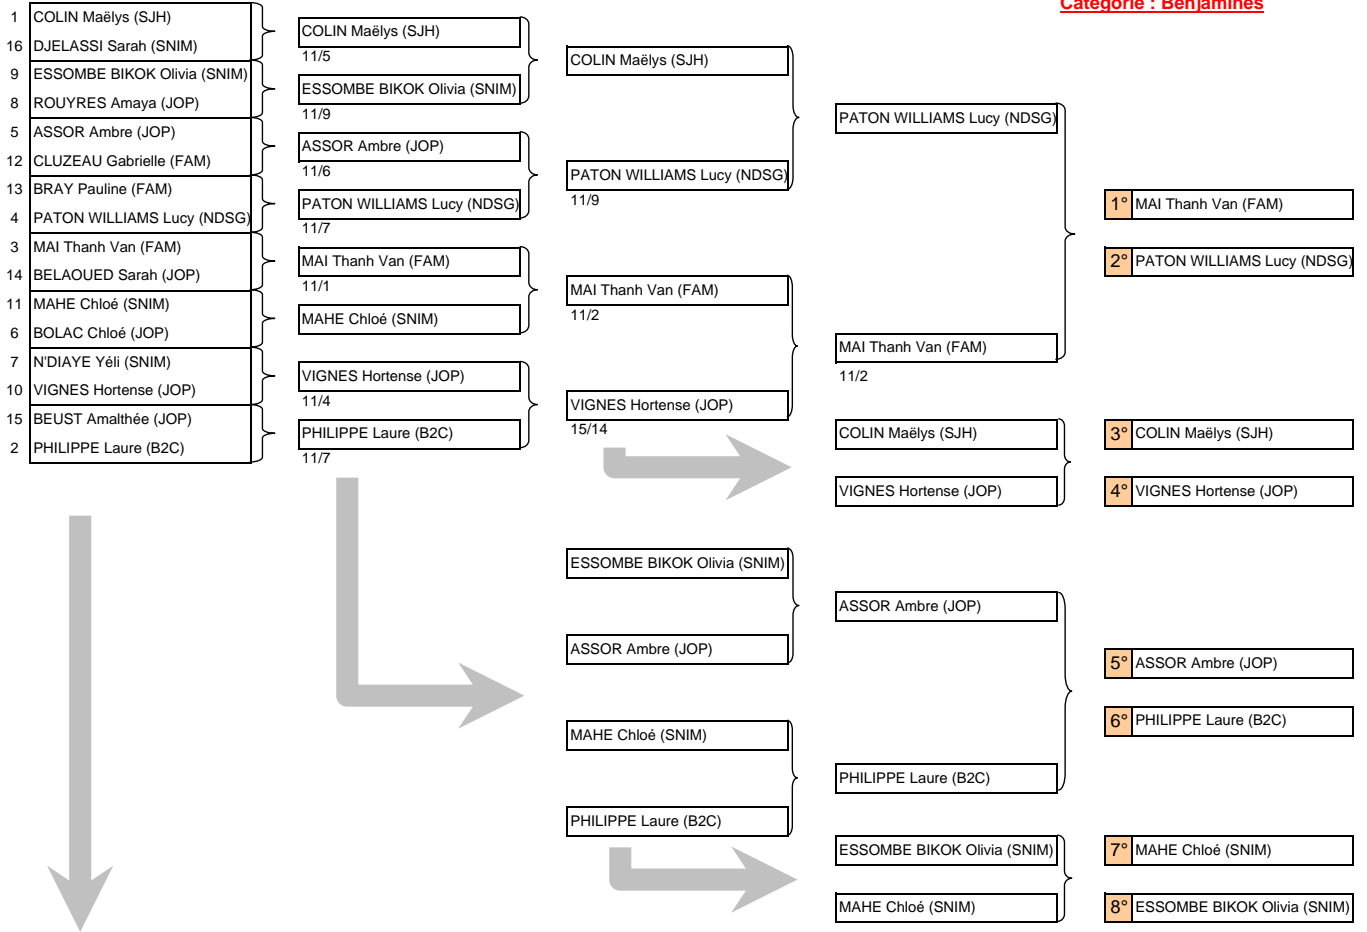 Catégorie : Benjamines
1 COLIN Maëlys (SJH)
16 DJELASSI Sarah (SNIM)
9 ESSOMBE BIKOK Olivia (SNIM)
8 ROUYRES Amaya (JOP)
5 ASSOR Ambre (JOP)
12 CLUZEAU Gabrielle (FAM)
13 BRAY Pauline (FAM)
4 PATON WILLIAMS Lucy (NDSG)
3 MAI Thanh Van (FAM)
14 BELAOUED Sarah (JOP)
11 MAHE Chloé (SNIM)
6 BOLAC Chloé (JOP)
7 N'DIAYE Yéli (SNIM)
10 VIGNES Hortense (JOP)
15 BEUST Amalthée (JOP)
2 PHILIPPE Laure (B2C)
COLIN Maëlys (SJH)
11/5
ESSOMBE BIKOK Olivia (SNIM)
11/9
ASSOR Ambre (JOP)
11/6
PATON WILLIAMS Lucy (NDSG)
11/7
MAI Thanh Van (FAM)
11/1
MAHE Chloé (SNIM)
VIGNES Hortense (JOP)
11/4
PHILIPPE Laure (B2C)
11/7
COLIN Maëlys (SJH)
PATON WILLIAMS Lucy (NDSG)
11/9
MAI Thanh Van (FAM)
11/2
VIGNES Hortense (JOP)
15/14
PATON WILLIAMS Lucy (NDSG)
MAI Thanh Van (FAM)
11/2
COLIN Maëlys (SJH)
VIGNES Hortense (JOP)
1° MAI Thanh Van (FAM)
2° PATON WILLIAMS Lucy (NDSG)
3° COLIN Maëlys (SJH)
4° VIGNES Hortense (JOP)
ESSOMBE BIKOK Olivia (SNIM)
ASSOR Ambre (JOP)
MAHE Chloé (SNIM)
PHILIPPE Laure (B2C)
ASSOR Ambre (JOP)
PHILIPPE Laure (B2C)
ESSOMBE BIKOK Olivia (SNIM)
MAHE Chloé (SNIM)
5° ASSOR Ambre (JOP)
6° PHILIPPE Laure (B2C)
7° MAHE Chloé (SNIM)
8° ESSOMBE BIKOK Olivia (SNIM)